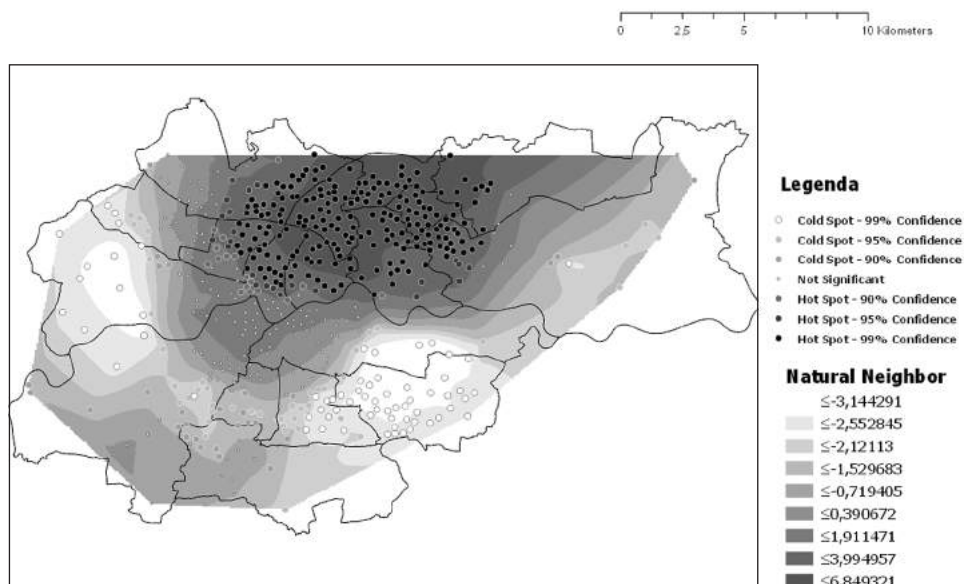 0 2,5 5 10 Kilometers
Legenda
Cold Spot - 99% Confidence
Cold Spot - 95% Confidence
Cold Spot - 90% Confidence
Not Significant
Hot Spot - 90% Confidence
Hot Spot - 95% Confidence
Hot Spot - 99% Confidence
Natural Neighbor
≤-3,144291
≤-2,552845
≤-2,12113
≤-1,529683
≤-0,719405
≤0,390672
≤1,911471
≤3,994957
≤6,849321